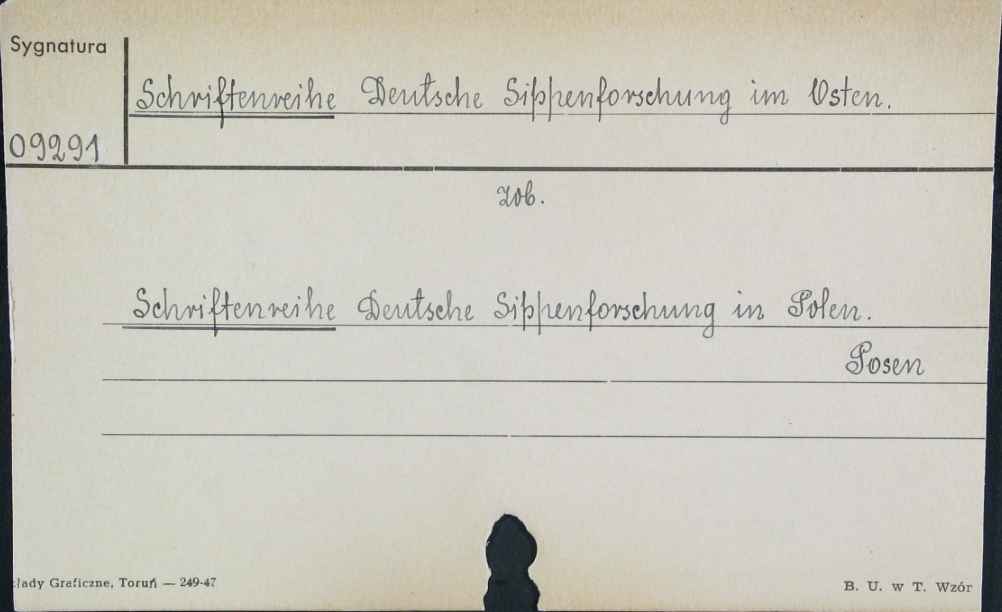 Sygnatura
Schriftenreihe Deutsche Sippenforschung im Osten.
09291
zob.
Schriftenreihe Deutsche Sippenforschung in Polen.
Posen
łady Graficzne, Toruń — 249-47
B. U. w T. Wzór